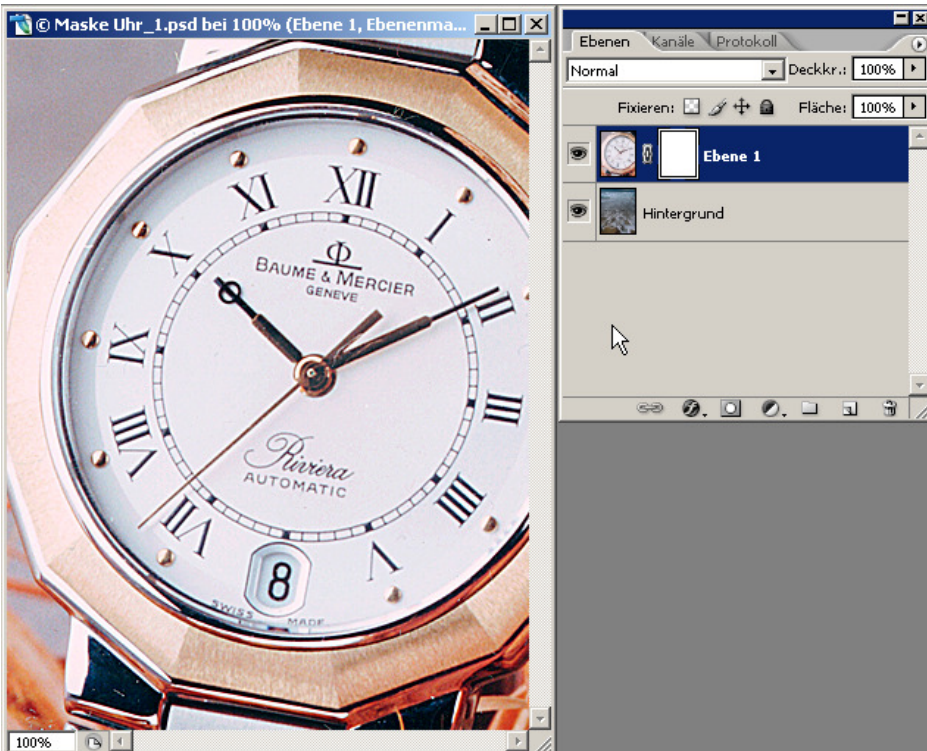 © Maske Uhr_1.psd bei 100% (Ebene 1, Ebenenma...
XII
I
II
III
IIII
V
VII
VIII
IX
X
XI
Φ
BAUME & MERCIER
GENEVE
Riviera
AUTOMATIC
8
SWISS MADE
100%
Ebenen Kanäle Protokoll
Normal Deckkr.: 100%
Fixieren: Fläche: 100%
Ebene 1
Hintergrund